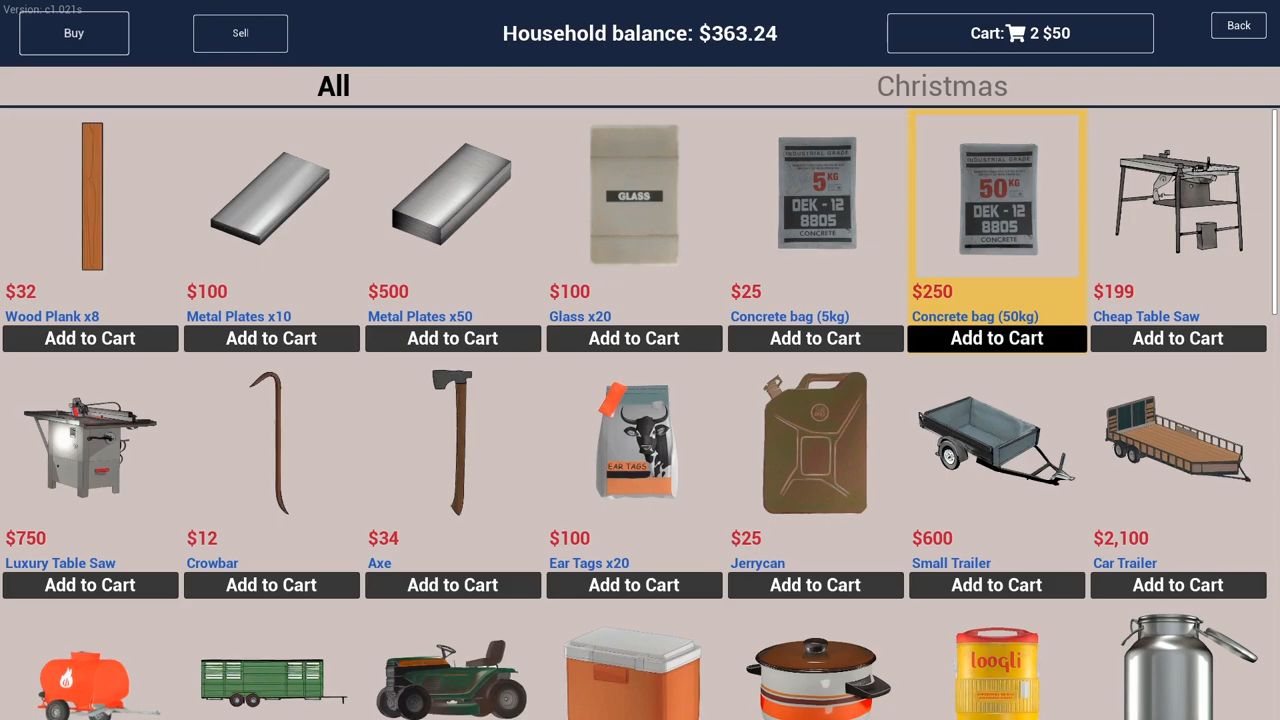 Version: c1.021s
Buy
Sell
Household balance: $363.24
Cart: 2 $50
Back
All
Christmas
GLASS
INDUSTRIAL GRADE
5 KG
DEK - 12
8805
CONCRETE
INDUSTRIAL GRADE
50 KG
DEK - 12
8805
CONCRETE
$32
$100
$500
$100
$25
$250
$199
Wood Plank x8
Metal Plates x10
Metal Plates x50
Glass x20
Concrete bag (5kg)
Concrete bag (50kg)
Cheap Table Saw
Add to Cart
Add to Cart
Add to Cart
Add to Cart
Add to Cart
Add to Cart
Add to Cart
EAR TAGS
$750
$12
$34
$100
$25
$600
$2,100
Luxury Table Saw
Crowbar
Axe
Ear Tags x20
Jerrycan
Small Trailer
Car Trailer
Add to Cart
Add to Cart
Add to Cart
Add to Cart
Add to Cart
Add to Cart
Add to Cart
looqli